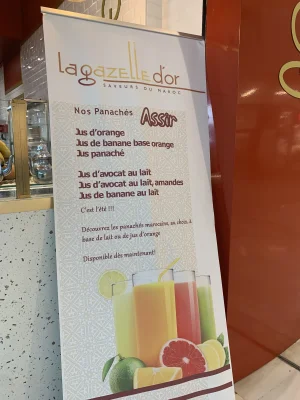 La gazelle d'or
SAVEURS DU MAROC
Nos Panachés Assir
Jus d'orange
Jus de banane base orange
Jus panaché
Jus d'avocat au lait
Jus d'avocat au lait, amandes
Jus de banane au lait
C'est l'été !!!
Découvrez les panachés marocains, au choix, à
base de lait ou de jus d'orange
Disponible dès maintenant!